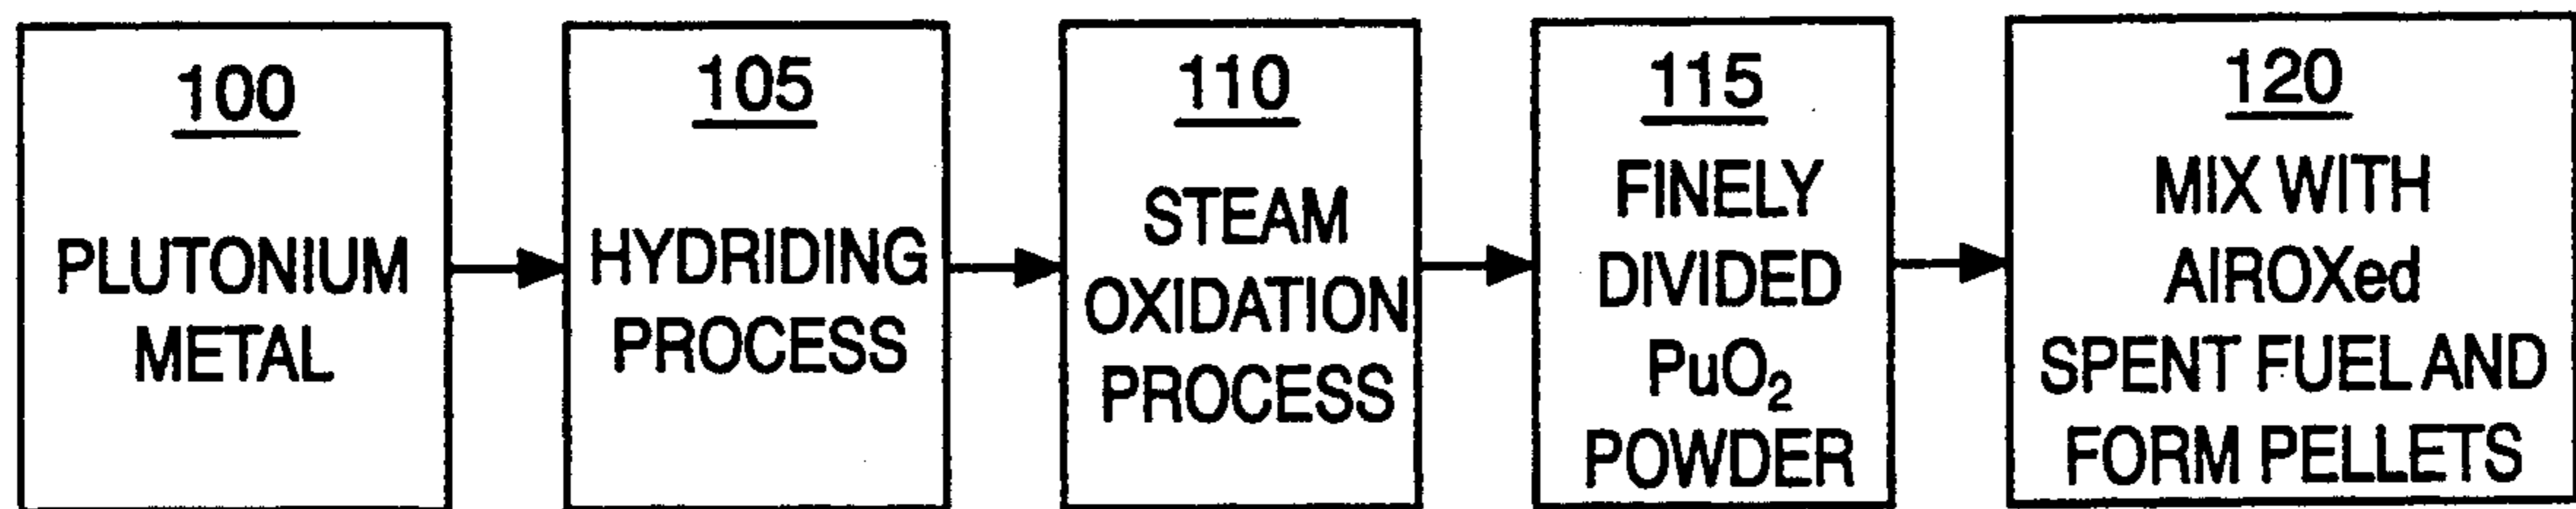 100
PLUTONIUM
METAL
105
HYDRIDING
PROCESS
110
STEAM
OXIDATION
PROCESS
115
FINELY
DIVIDED
PuO₂
POWDER
120
MIX WITH
AIROXed
SPENT FUEL AND
FORM PELLETS